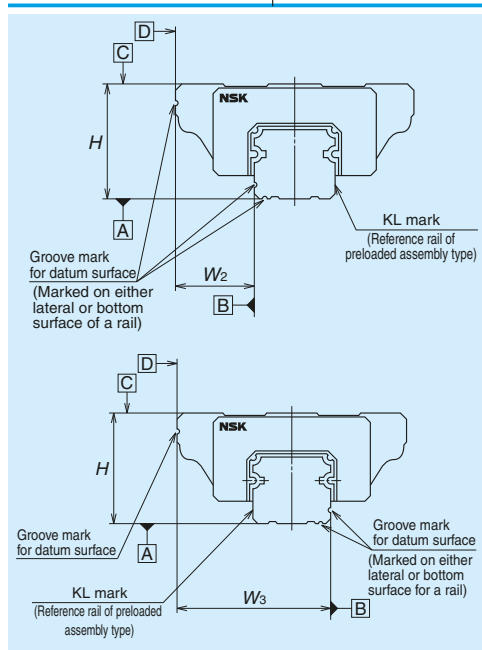 D
C
NSK
H
A
KL mark
(Reference rail of
preloaded assembly type)
Groove mark
for datum surface
(Marked on either
lateral or bottom
surface of a rail)
W2
B
D
C
NSK
H
A
Groove mark
for datum surface
Groove mark
for datum surface
(Marked on either
lateral or bottom
surface for a rail)
KL mark
(Reference rail of preloaded
assembly type)
W3
B